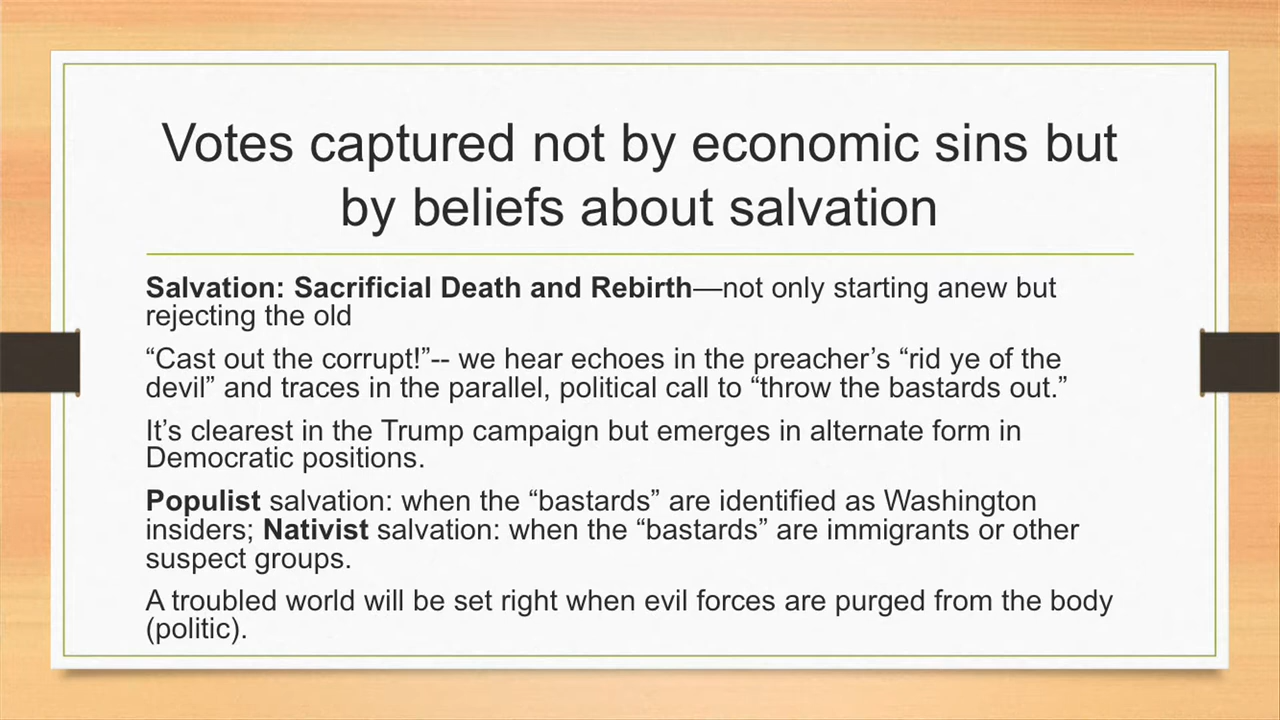 Votes captured not by economic sins but
by beliefs about salvation
Salvation: Sacrificial Death and Rebirth—not only starting anew but
rejecting the old
“Cast out the corrupt!”-- we hear echoes in the preacher’s “rid ye of the
devil” and traces in the parallel, political call to “throw the bastards out.”
It’s clearest in the Trump campaign but emerges in alternate form in
Democratic positions.
Populist salvation: when the “bastards” are identified as Washington
insiders; Nativist salvation: when the “bastards” are immigrants or other
suspect groups.
A troubled world will be set right when evil forces are purged from the body
(politic).